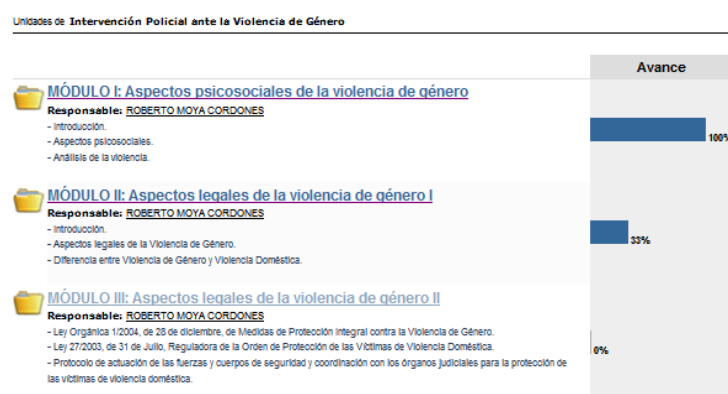 Unidades de Intervención Policial ante la Violencia de Género
Avance
MÓDULO I: Aspectos psicosociales de la violencia de género
Responsable: ROBERTO MOYA CORDONES
- Introducción.
- Aspectos psicosociales.
- Análisis de la violencia.
100%
MÓDULO II: Aspectos legales de la violencia de género I
Responsable: ROBERTO MOYA CORDONES
- Introducción.
- Aspectos legales de la Violencia de Género.
- Diferencia entre Violencia de Género y Violencia Doméstica.
33%
MÓDULO III: Aspectos legales de la violencia de género II
Responsable: ROBERTO MOYA CORDONES
- Ley Orgánica 1/2004, de 28 de diciembre, de Medidas de Protección Integral contra la Violencia de Género.
- Ley 27/2003, de 31 de Julio, Reguladora de la Orden de Protección de las Víctimas de Violencia Doméstica.
- Protocolo de actuación de las fuerzas y cuerpos de seguridad y coordinación con los órganos judiciales para la protección de
las víctimas de violencia doméstica.
0%